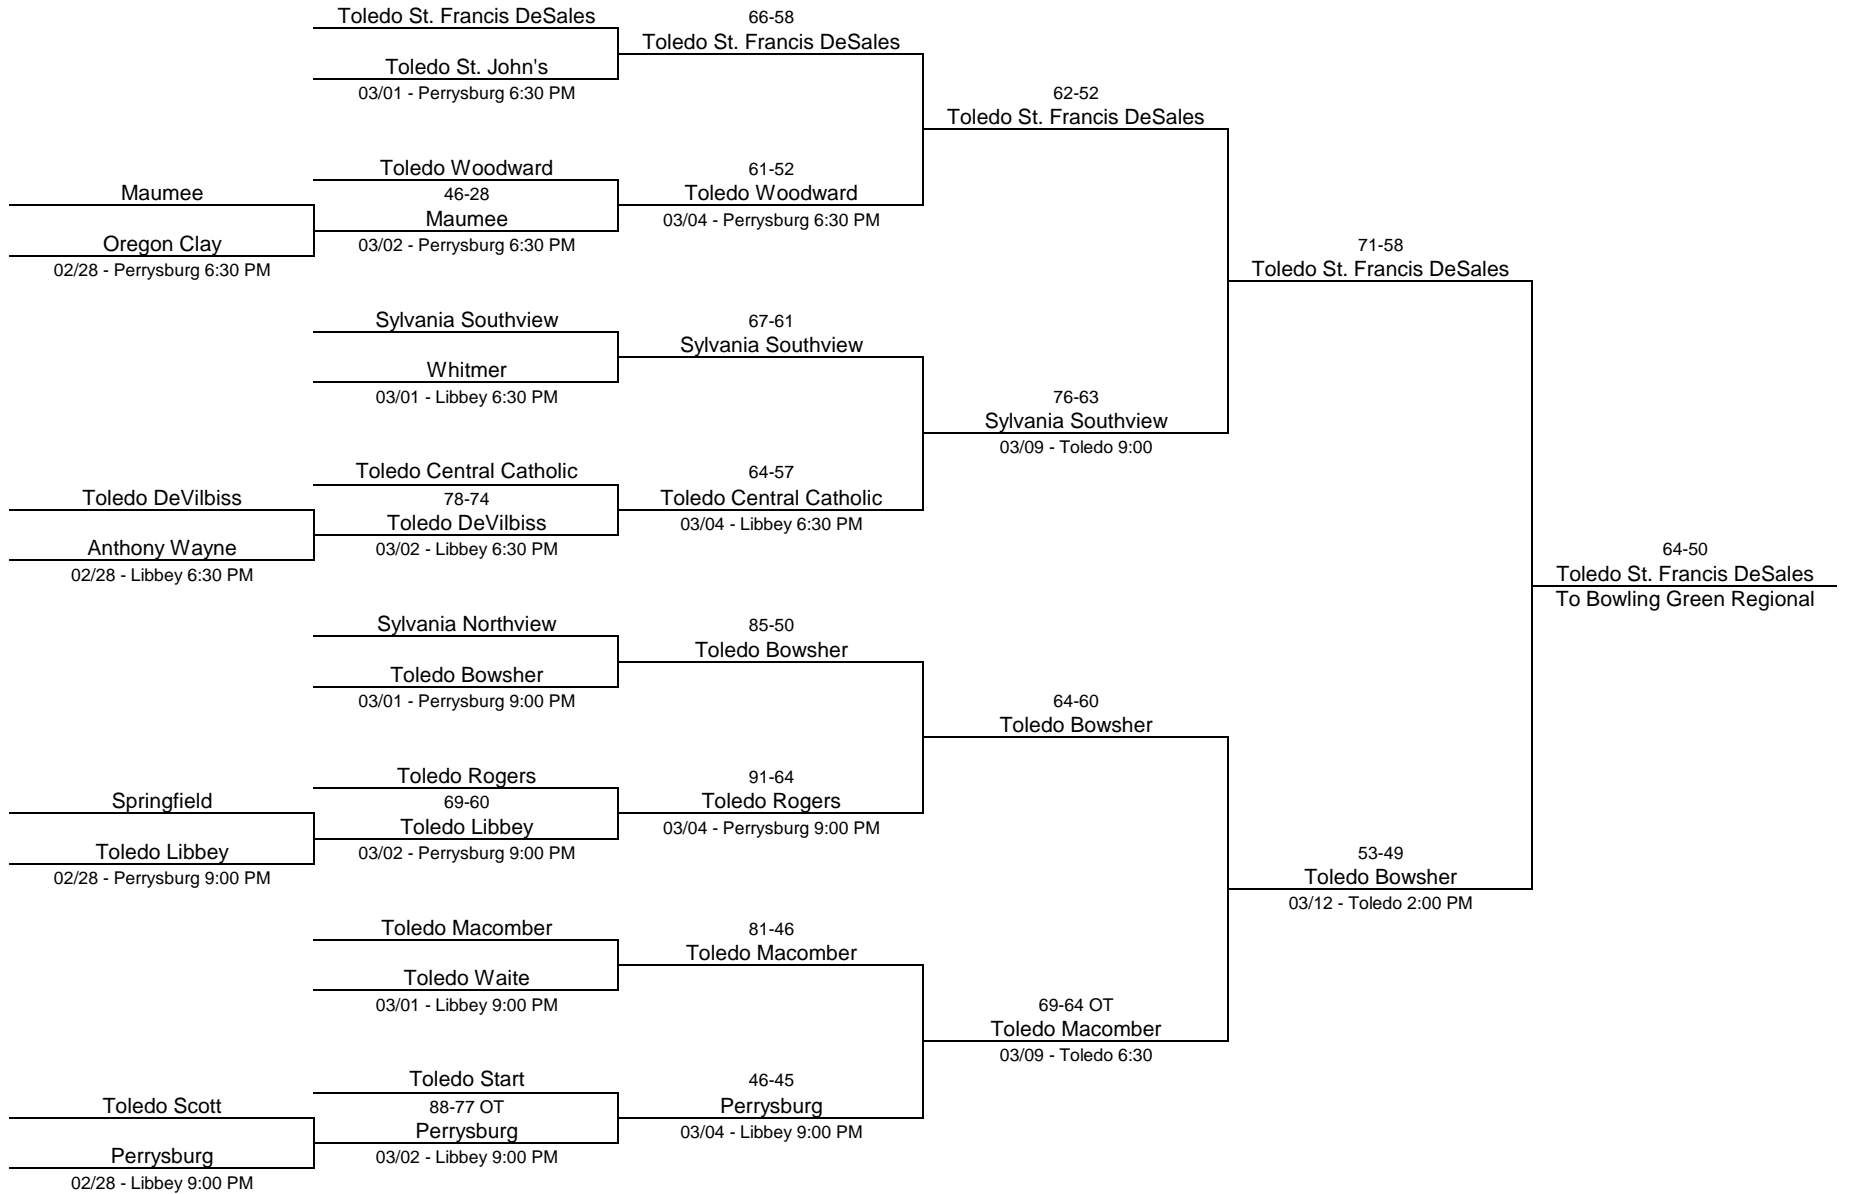 Toledo St. Francis DeSales
66-58
Toledo St. Francis DeSales
Toledo St. John's
03/01 - Perrysburg 6:30 PM
62-52
Toledo St. Francis DeSales
Toledo Woodward
61-52
Maumee
46-28
Toledo Woodward
Maumee
03/04 - Perrysburg 6:30 PM
Oregon Clay
03/02 - Perrysburg 6:30 PM
71-58
02/28 - Perrysburg 6:30 PM
Toledo St. Francis DeSales
Sylvania Southview
67-61
Sylvania Southview
Whitmer
03/01 - Libbey 6:30 PM
76-63
Sylvania Southview
03/09 - Toledo 9:00
Toledo Central Catholic
64-57
Toledo DeVilbiss
78-74
Toledo Central Catholic
Toledo DeVilbiss
03/04 - Libbey 6:30 PM
Anthony Wayne
03/02 - Libbey 6:30 PM
64-50
02/28 - Libbey 6:30 PM
Toledo St. Francis DeSales
To Bowling Green Regional
Sylvania Northview
85-50
Toledo Bowsher
Toledo Bowsher
03/01 - Perrysburg 9:00 PM
64-60
Toledo Bowsher
Toledo Rogers
91-64
Springfield
69-60
Toledo Rogers
Toledo Libbey
03/04 - Perrysburg 9:00 PM
Toledo Libbey
03/02 - Perrysburg 9:00 PM
53-49
02/28 - Perrysburg 9:00 PM
Toledo Bowsher
03/12 - Toledo 2:00 PM
Toledo Macomber
81-46
Toledo Macomber
Toledo Waite
03/01 - Libbey 9:00 PM
69-64 OT
Toledo Macomber
03/09 - Toledo 6:30
Toledo Start
46-45
Toledo Scott
88-77 OT
Perrysburg
Perrysburg
03/04 - Libbey 9:00 PM
Perrysburg
03/02 - Libbey 9:00 PM
02/28 - Libbey 9:00 PM